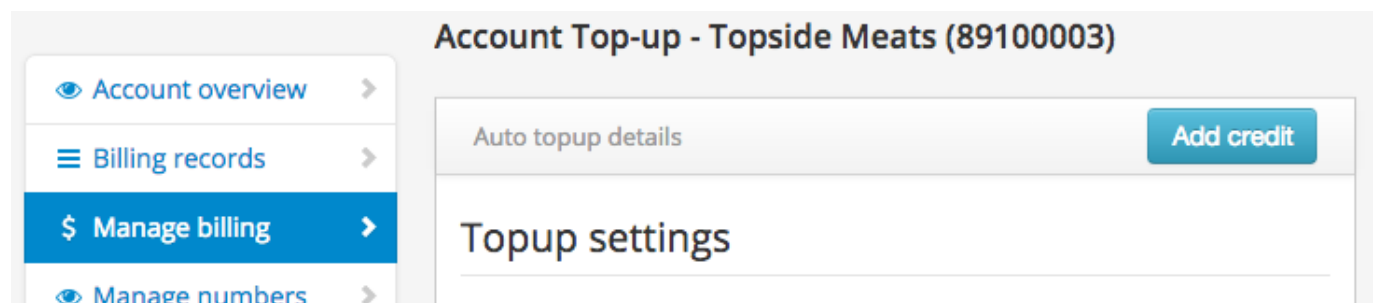 Account Top-up - Topside Meats (89100003)
Account overview
Billing records
$ Manage billing
Manage numbers
Auto topup details
Add credit
Topup settings